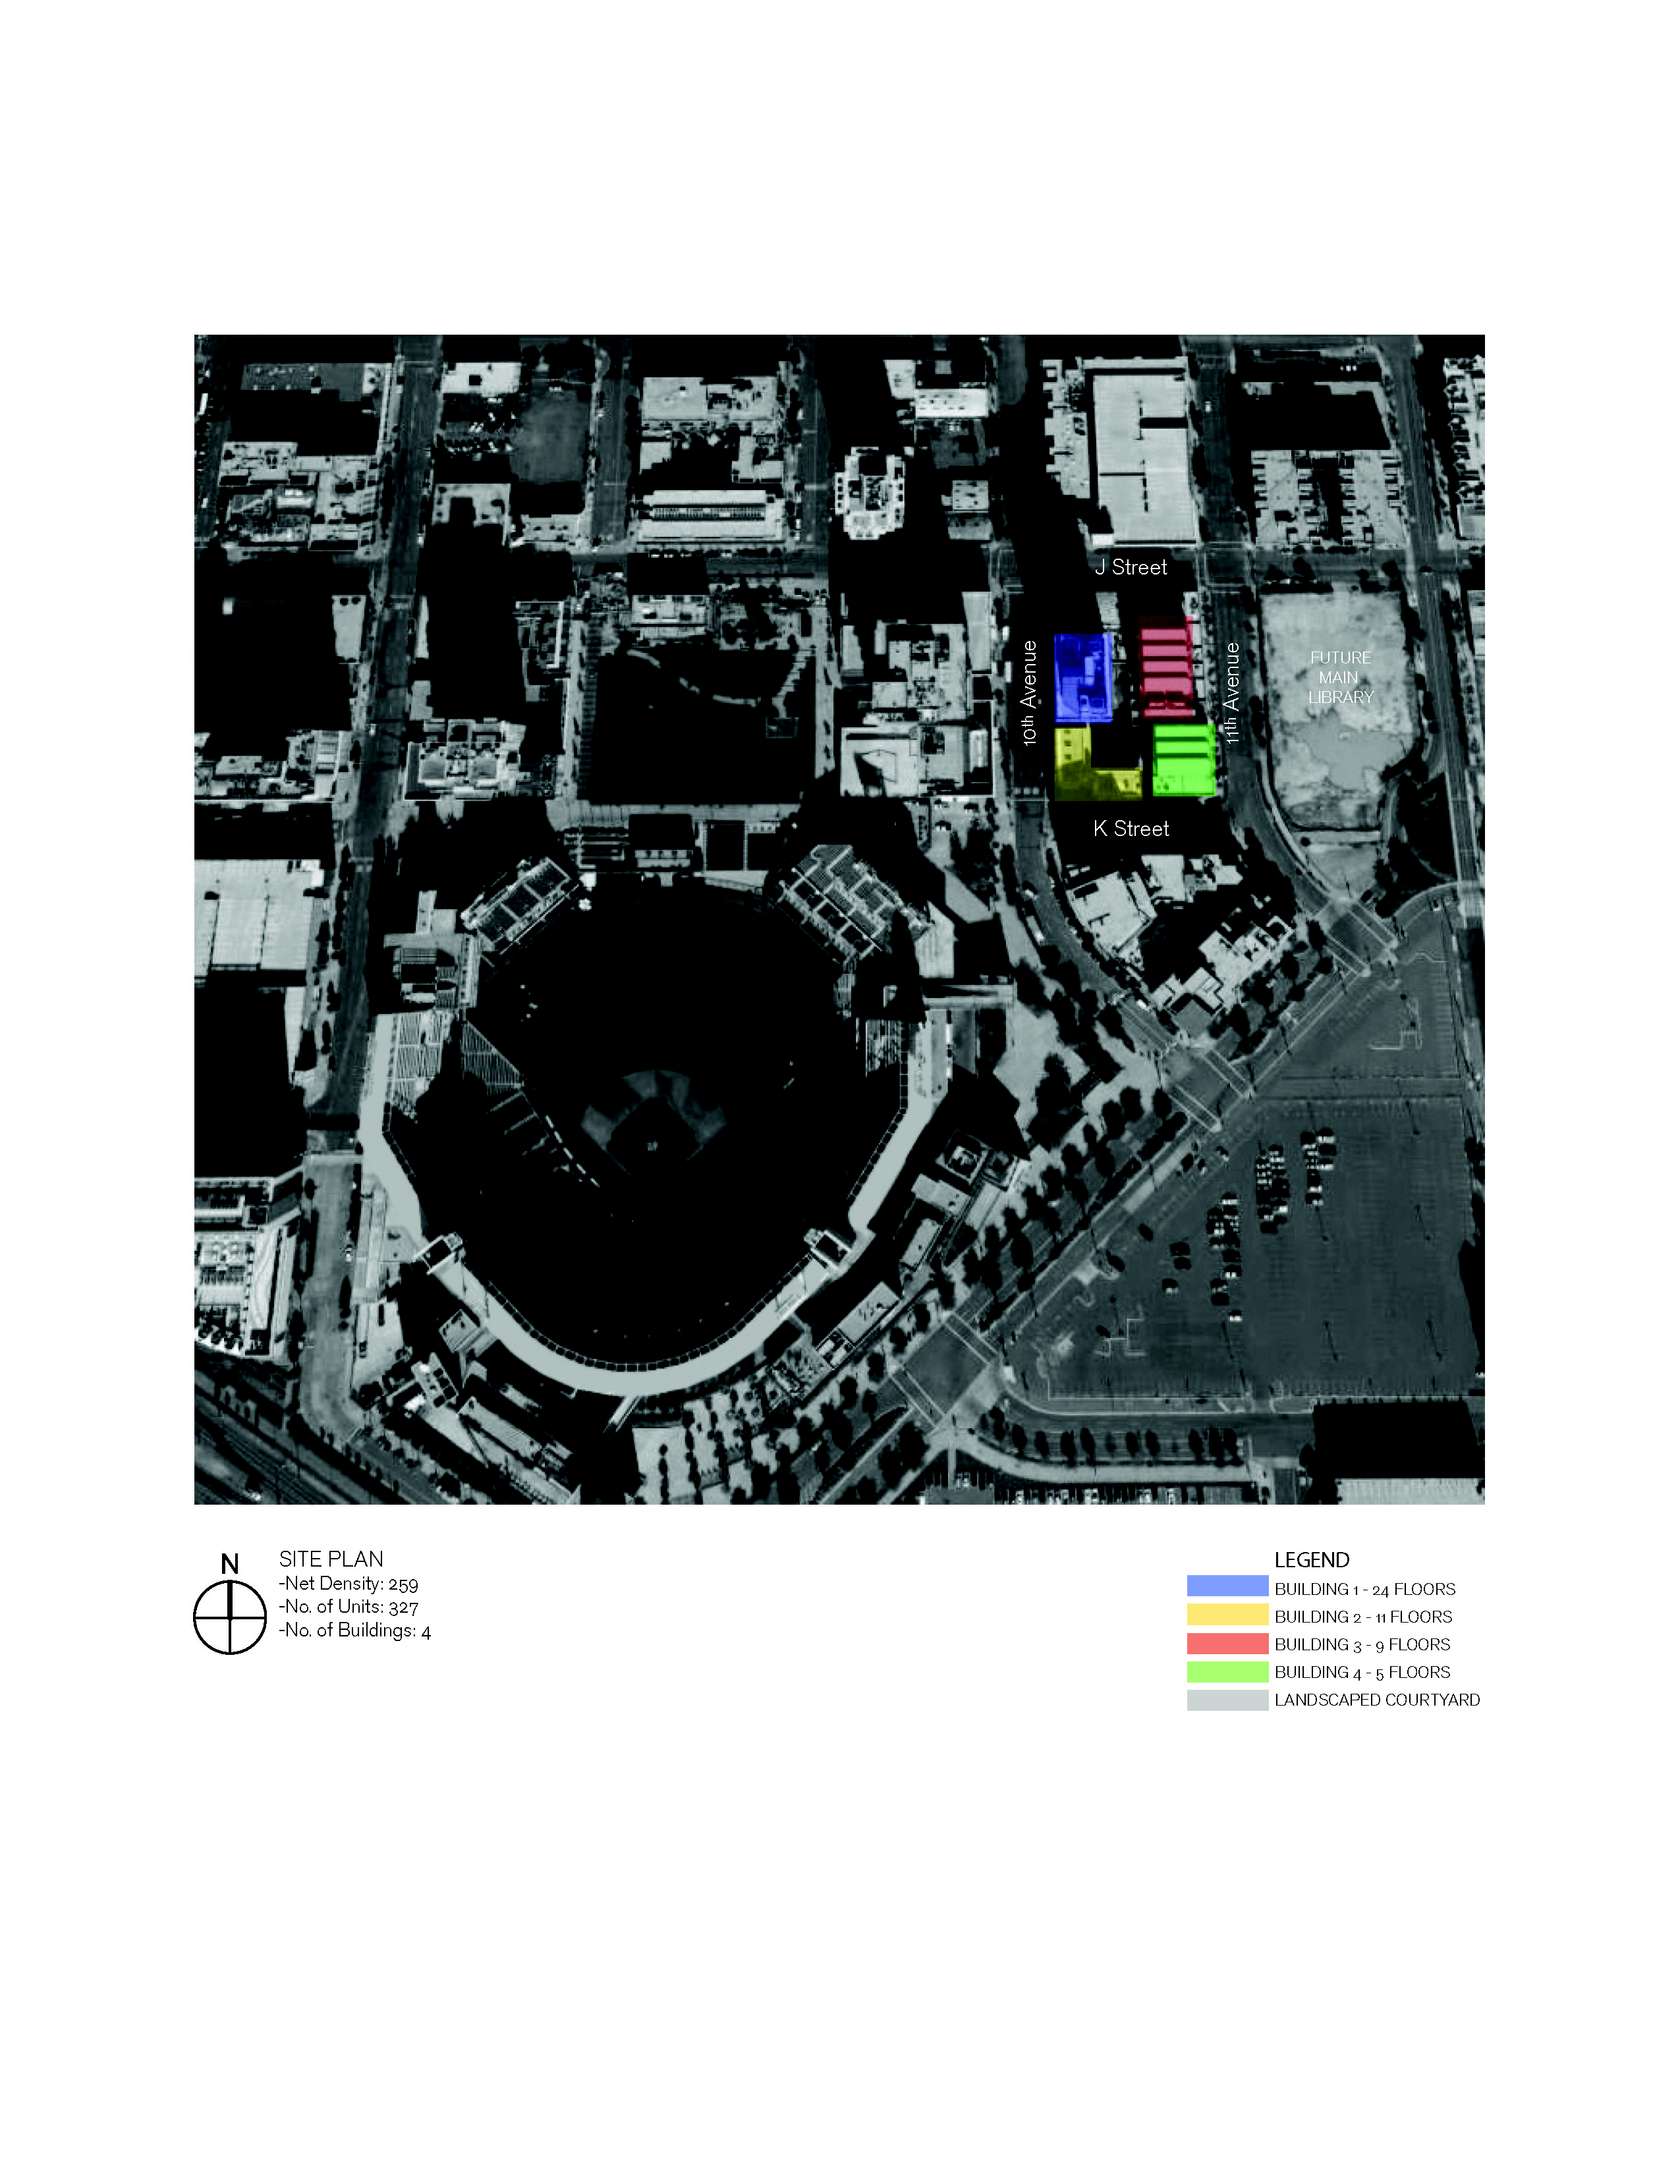 J Street
10th Avenue
11th Avenue
FUTURE
MAIN
LIBRARY
K Street
N
SITE PLAN
-Net Density: 259
-No. of Units: 327
-No. of Buildings: 4
LEGEND
BUILDING 1 - 24 FLOORS
BUILDING 2 - 11 FLOORS
BUILDING 3 - 9 FLOORS
BUILDING 4 - 5 FLOORS
LANDSCAPED COURTYARD